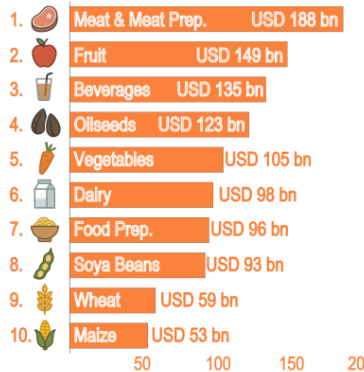 1. Meat & Meat Prep. USD 188 bn
2. Fruit USD 149 bn
3. Beverages USD 135 bn
4. Oilseeds USD 123 bn
5. Vegetables USD 105 bn
6. Dairy USD 98 bn
7. Food Prep. USD 96 bn
8. Soya Beans USD 93 bn
9. Wheat USD 59 bn
10. Maize USD 53 bn
50 100 150 20